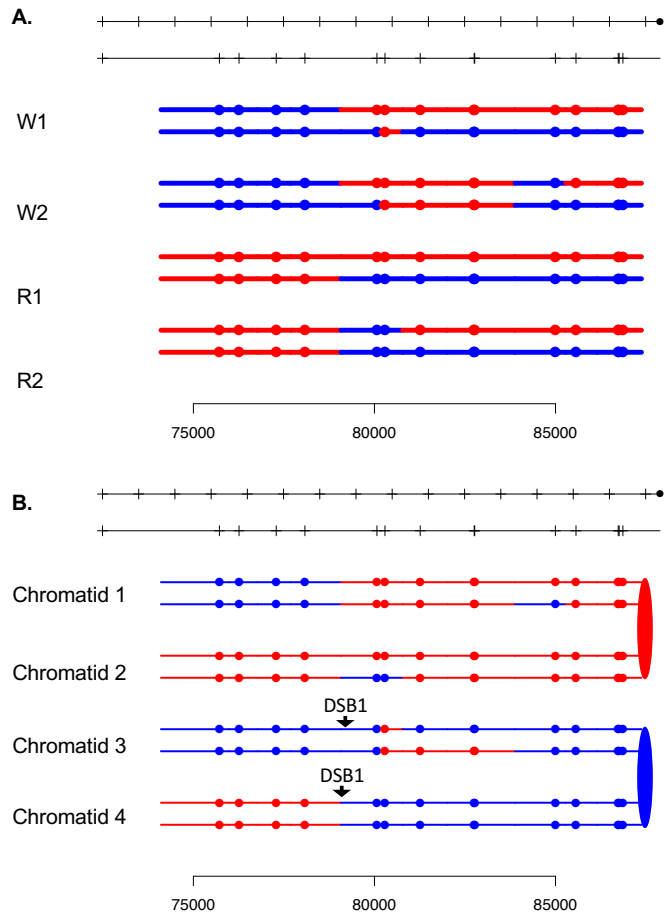 A.
W1
W2
R1
R2
75000 80000 85000
B.
Chromatid 1
Chromatid 2
DSB1
Chromatid 3
DSB1
Chromatid 4
75000 80000 85000